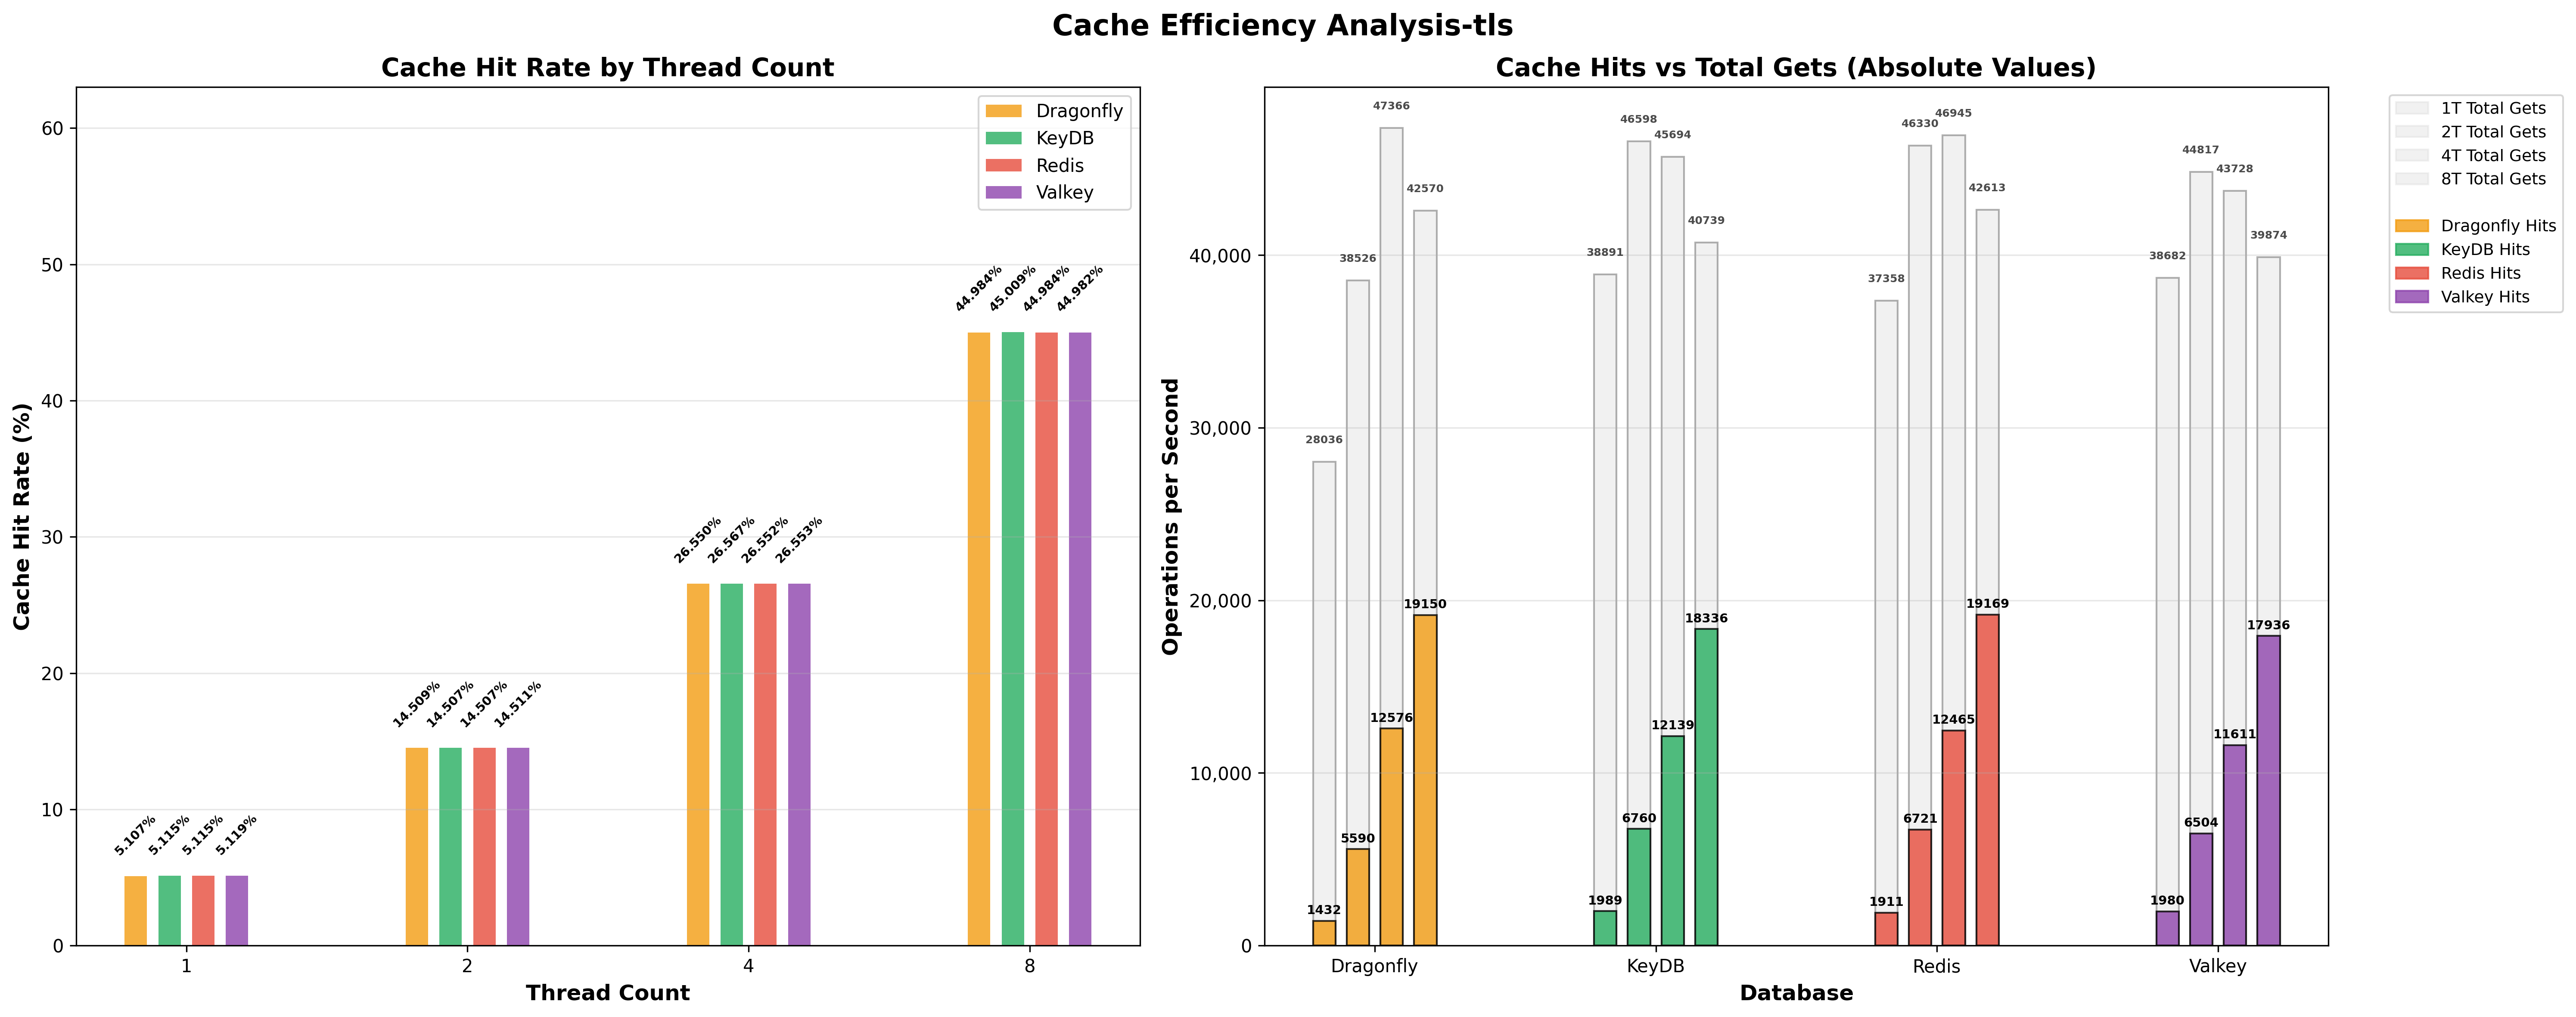 Cache Efficiency Analysis-tls
Cache Hit Rate by Thread Count
Cache Hit Rate (%)
60
50
40
30
20
10
0
Dragonfly
KeyDB
Redis
Valkey
5.107% 5.115% 5.115% 5.119%
14.509% 14.507% 14.507% 14.511%
26.550% 26.567% 26.552% 26.553%
44.984% 45.009% 44.984% 44.982%
1 2 4 8
Thread Count
Cache Hits vs Total Gets (Absolute Values)
Operations per Second
40,000
30,000
20,000
10,000
0
28036 38526 47366 42570
1432 5590 12576 19150
38891 46598 45694 40739
1989 6760 12139 18336
37358 46330 46945 42613
1911 6721 12465 19169
38682 44817 43728 39874
1980 6504 11611 17936
Dragonfly KeyDB Redis Valkey
Database
1T Total Gets
2T Total Gets
4T Total Gets
8T Total Gets
Dragonfly Hits
KeyDB Hits
Redis Hits
Valkey Hits